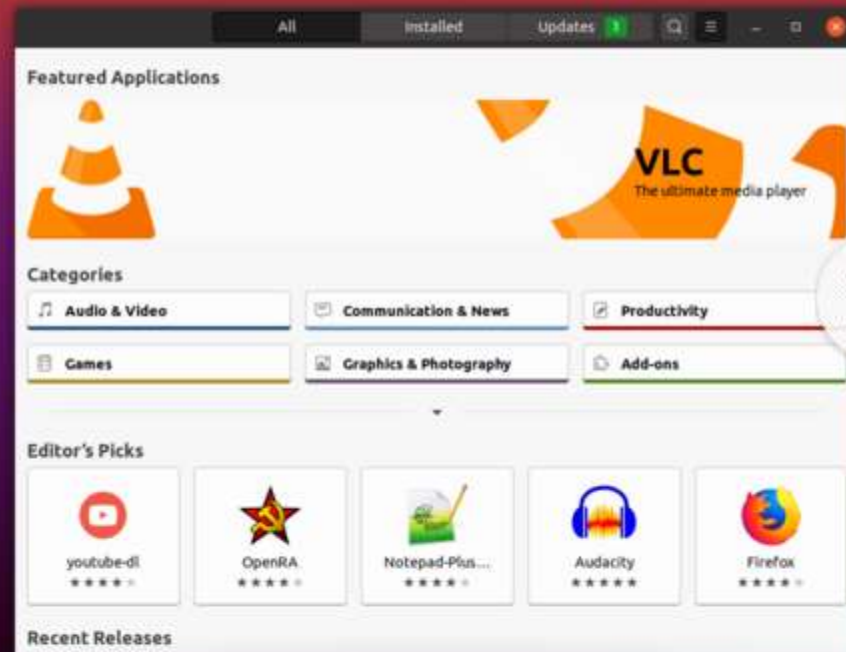 All Installed Updates 3
Featured Applications
VLC
The ultimate media player
Categories
Audio & Video Communication & News Productivity
Games Graphics & Photography Add-ons
Editor's Picks
youtube-dl OpenRA Notepad-Plus... Audacity Firefox
Recent Releases